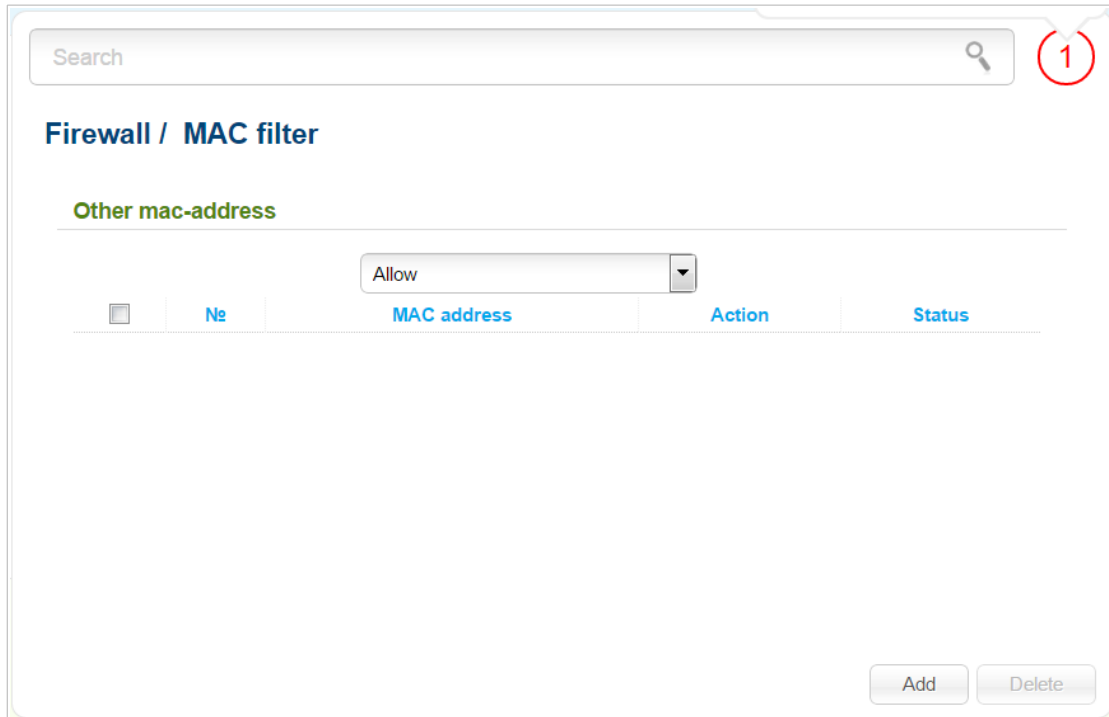 Search
1
Firewall / MAC filter
Other mac-address
Allow
№ MAC address Action Status
Add Delete